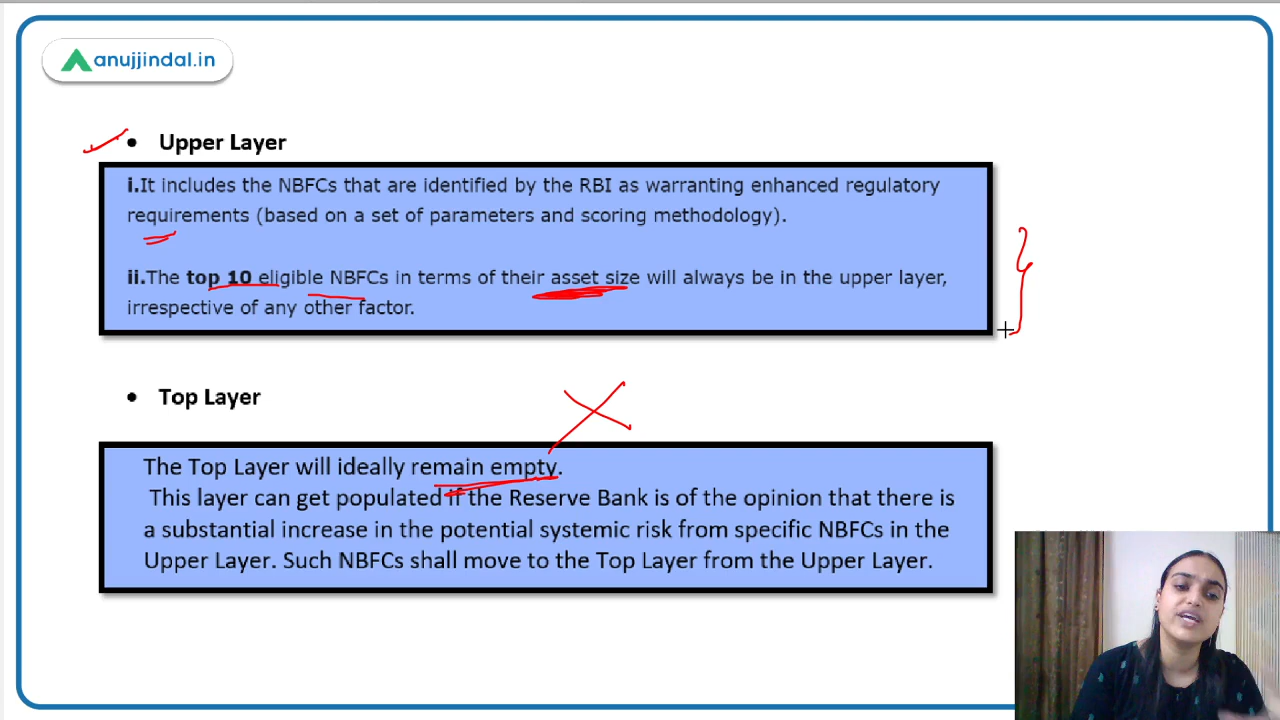 anujjindal.in
• Upper Layer
i.It includes the NBFCs that are identified by the RBI as warranting enhanced regulatory
requirements (based on a set of parameters and scoring methodology).
ii.The top 10 eligible NBFCs in terms of their asset size will always be in the upper layer,
irrespective of any other factor.
• Top Layer
The Top Layer will ideally remain empty.
This layer can get populated if the Reserve Bank is of the opinion that there is
a substantial increase in the potential systemic risk from specific NBFCs in the
Upper Layer. Such NBFCs shall move to the Top Layer from the Upper Layer.